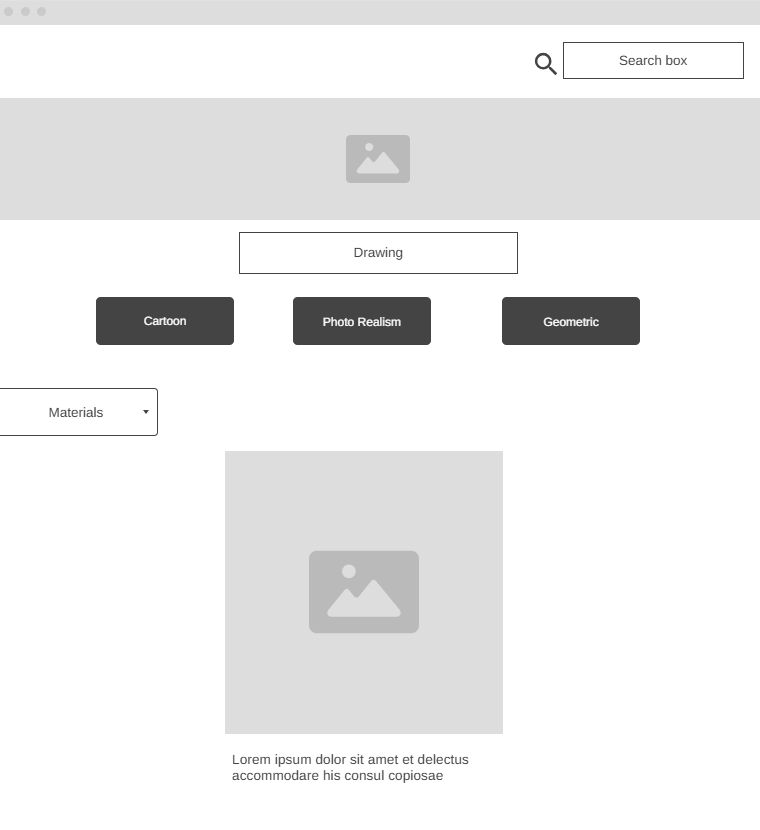 Search box
Drawing
Cartoon
Photo Realism
Geometric
Materials
Lorem ipsum dolor sit amet et delectus
accommodare his consul copiosae